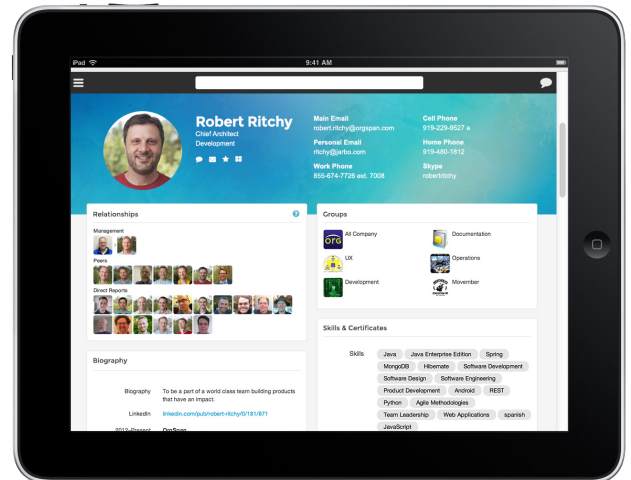 iPad
9:41 AM
Robert Ritchy
Chief Architect
Development
Main Email
robert.ritchy@orgspan.com
Personal Email
ritchy@jarbo.com
Work Phone
855-674-7726 ext. 7008
Cell Phone
919-229-9527 a
Home Phone
919-480-1812
Skype
robertritchy
Relationships
?
Management
Peers
Direct Reports
Groups
org
All Company
Documentation
UX
Operations
Development
Movember
Biography
Biography
To be a part of a world class team building products
that have an impact.
LinkedIn
linkedin.com/pub/robert-ritchy/0/181/871
2012-Present
OrgSpan
Skills & Certificates
Skills
Java Java Enterprise Edition Spring
MongoDB Hibernate Software Development
Software Design Software Engineering
Product Development Android REST
Python Agile Methodologies
Team Leadership Web Applications spanish
JavaScript